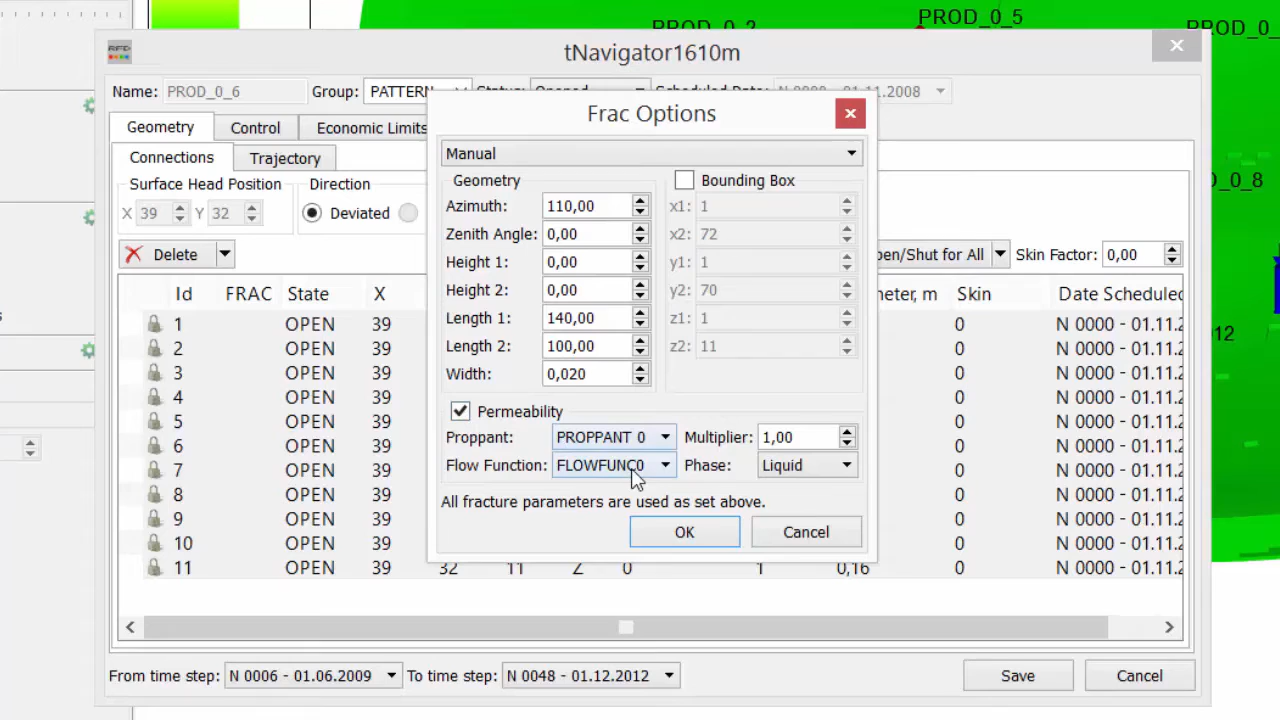 PROD_0_2
PROD_0_5
PROD_0_
tNavigator1610m
Name: PROD_0_6 Group: PATTERN Status: Opened Scheduled Date: N 0000 - 01.11.2008
Geometry Control Economic Limits
Connections Trajectory
Surface Head Position Direction
X 39 Y 32 Deviated
Delete
pen/Shut for All Skin Factor: 0,00
Id FRAC State X meter, m Skin Date Scheduled
1 OPEN 39 0 N 0000 - 01.11.2
2 OPEN 39 0 N 0000 - 01.11.2
3 OPEN 39 0 N 0000 - 01.11.2
4 OPEN 39 0 N 0000 - 01.11.2
5 OPEN 39 0 N 0000 - 01.11.2
6 OPEN 39 0 N 0000 - 01.11.2
7 OPEN 39 0 N 0000 - 01.11.2
8 OPEN 39 0 N 0000 - 01.11.2
9 OPEN 39 0 N 0000 - 01.11.2
10 OPEN 39 0 N 0000 - 01.11.2
11 OPEN 39 32 11 Z 0 1 0,16 0 N 0000 - 01.11.2
Frac Options
Manual
Geometry Bounding Box
Azimuth: 110,00 x1: 1
Zenith Angle: 0,00 x2: 72
Height 1: 0,00 y1: 1
Height 2: 0,00 y2: 70
Length 1: 140,00 z1: 1
Length 2: 100,00 z2: 11
Width: 0,020
Permeability
Proppant: PROPPANT 0 Multiplier: 1,00
Flow Function: FLOWFUNC0 Phase: Liquid
All fracture parameters are used as set above.
OK Cancel
From time step: N 0006 - 01.06.2009 To time step: N 0048 - 01.12.2012 Save Cancel
D_0_8
12